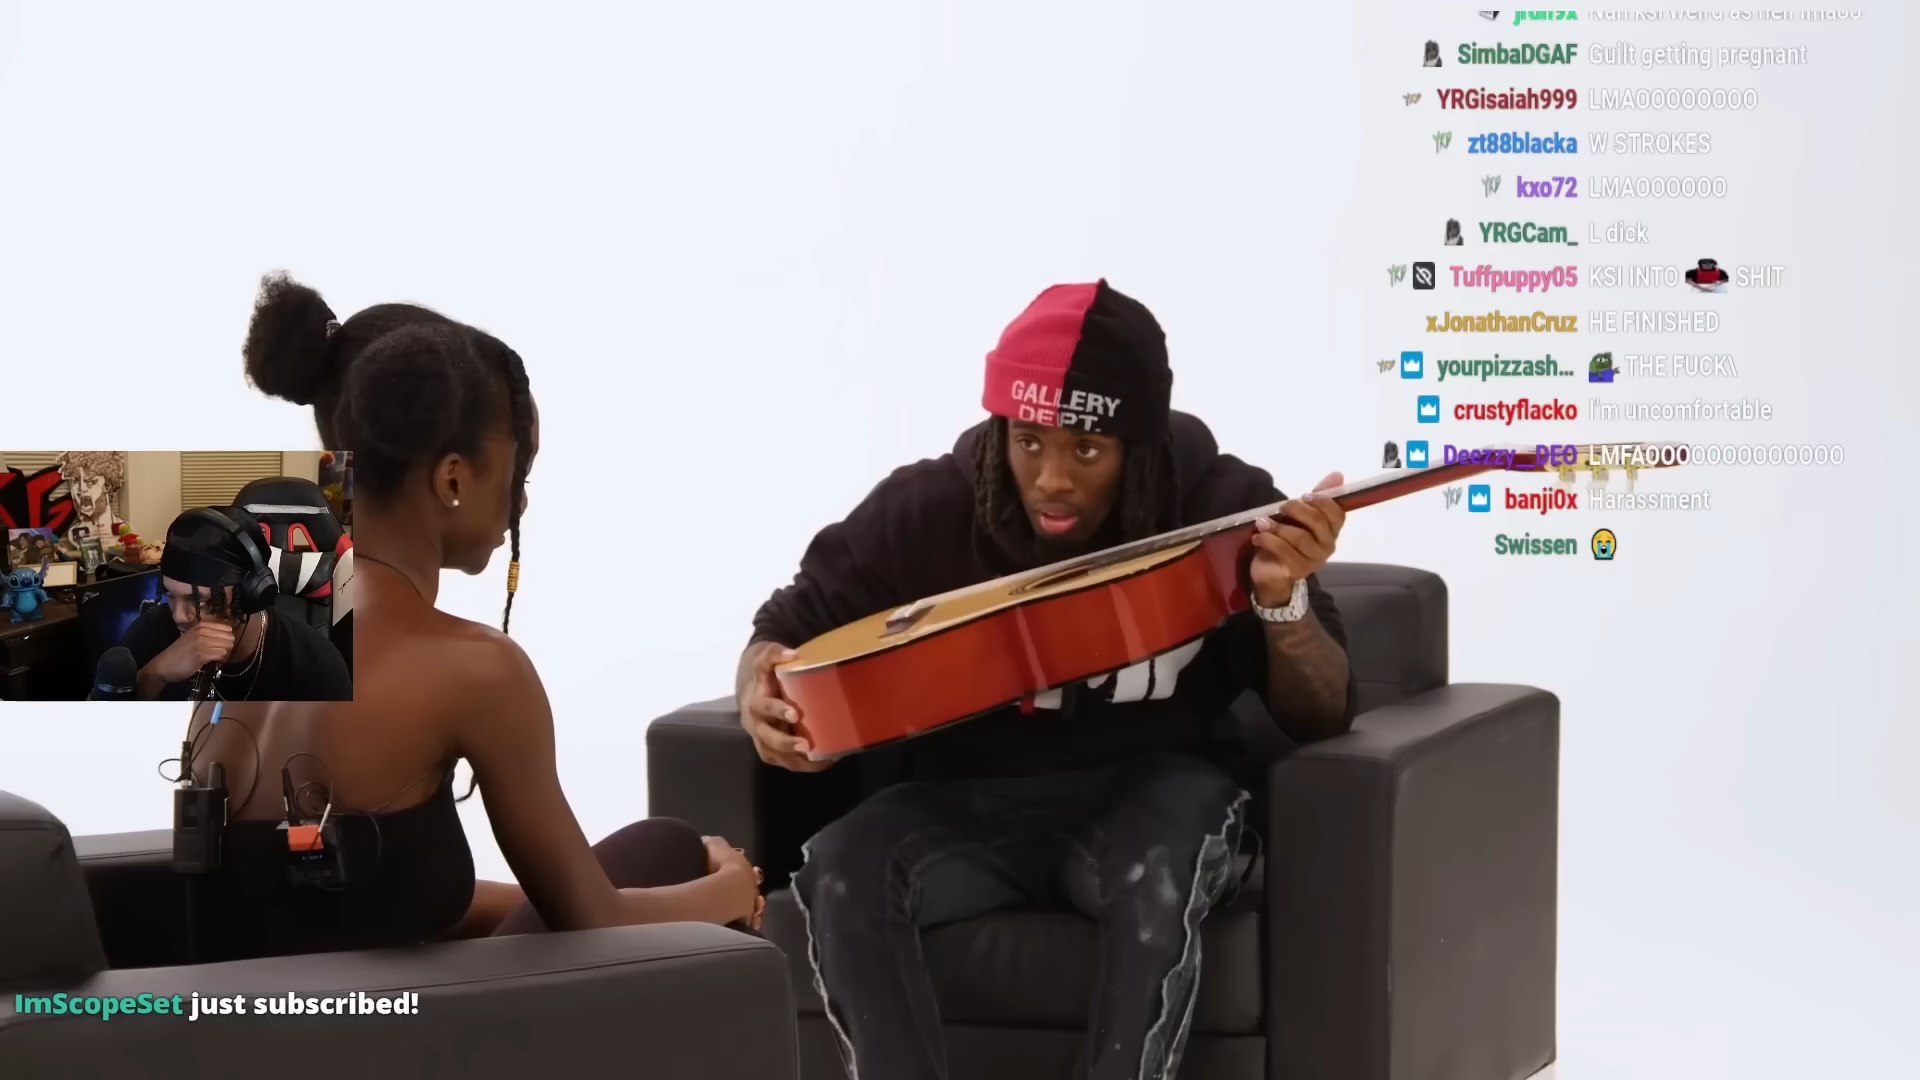 SimbaDGAF Guilt getting pregnant
YRGisaiah999 LMAOOOOOOOO
zt88blacka W STROKES
kxo72 LMAOOOOOO
YRGCam_ L dick
Tuffpuppy05 KSI INTO SHIT
xJonathanCruz HE FINISHED
yourpizzash... THE FUCK\
crustyflacko I'm uncomfortable
Deezzy__DEO LMFAOOOOOOOOOOOOOO
banji0x Harassment
Swissen
GALLERY
DEPT.
ImScopeSet just subscribed!